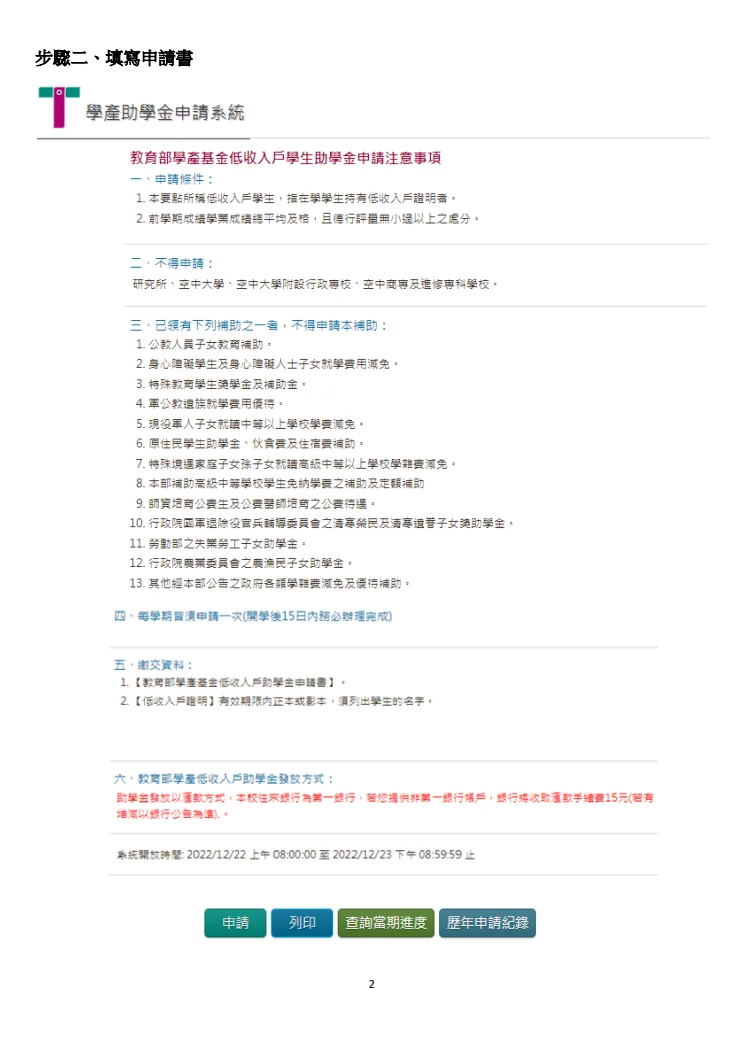 步驟二、填寫申請書
學產助學金申請系統
教育部學產基金低收入戶學生助學金申請注意事項
一、申請條件：
1. 本要點所稱低收入戶學生，指在學學生持有低收入戶證明者。
2. 前學期成績學業成績總平均及格，且德行評量無小過以上之處分。
二、不得申請：
研究所、空中大學、空中大學附設行政專校、空中商專及進修專科學校。
三、已領有下列補助之一者，不得申請本補助：
1. 公教人員子女教育補助。
2. 身心障礙學生及身心障礙人士子女就學費用減免。
3. 特殊教育學生獎學金及補助金。
4. 軍公教遺族就學費用優待。
5. 現役軍人子女就讀中等以上學校學費減免。
6. 原住民學生助學金、伙食費及住宿費補助。
7. 特殊境遇家庭子女孫子女就讀高級中等以上學校學雜費減免。
8. 本部補助高級中等學校學生免納學費之補助及定額補助
9. 師資培育公費生及公費醫師培育之公費待遇。
10. 行政院國軍退除役官兵輔導委員會之清寒榮民及清寒遺眷子女獎助學金。
11. 勞動部之失業勞工子女助學金。
12. 行政院農業委員會之農漁民子女助學金。
13. 其他經本部公告之政府各類學雜費減免及優待補助。
四、每學期皆須申請一次(開學後15日內務必辦理完成)
五、繳交資料：
1.【教育部學產基金低收入戶助學金申請書】。
2.【低收入戶證明】有效期限內正本或影本，須列出學生的名字。
六、教育部學產低收入戶助學金發放方式：
助學金發放以匯款方式，本校往來銀行為第一銀行，若您提供非第一銀行帳戶，銀行將收取匯款手續費15元(若有
增減以銀行公告為準).。
系統開放時間: 2022/12/22 上午 08:00:00 至 2022/12/23 下午 08:59:59 止
申請 列印 查詢當期進度 歷年申請紀錄
2